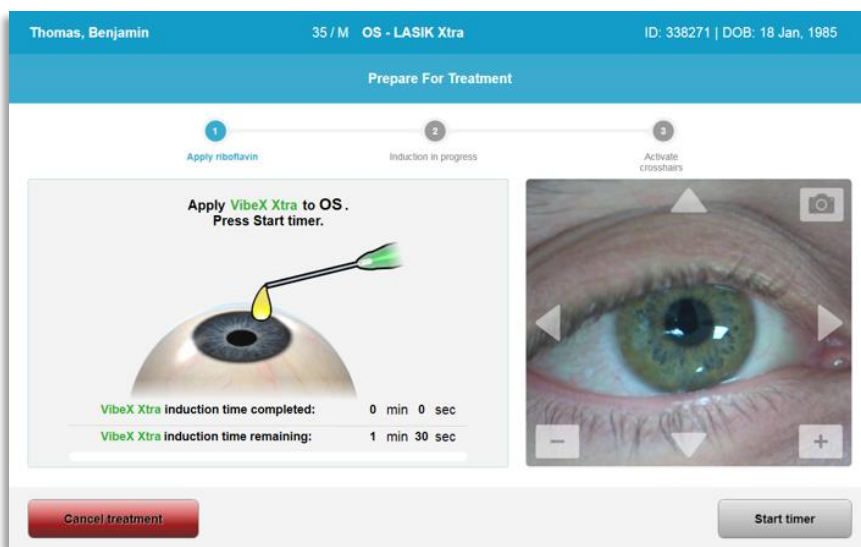 Thomas, Benjamin 35 / M OS - LASIK Xtra ID: 338271 | DOB: 18 Jan, 1985
Prepare For Treatment
1 2 3
Apply riboflavin Induction in progress Activate
crosshairs
Apply VibeX Xtra to OS.
Press Start timer.
VibeX Xtra induction time completed: 0 min 0 sec
VibeX Xtra induction time remaining: 1 min 30 sec
Cancel treatment Start timer